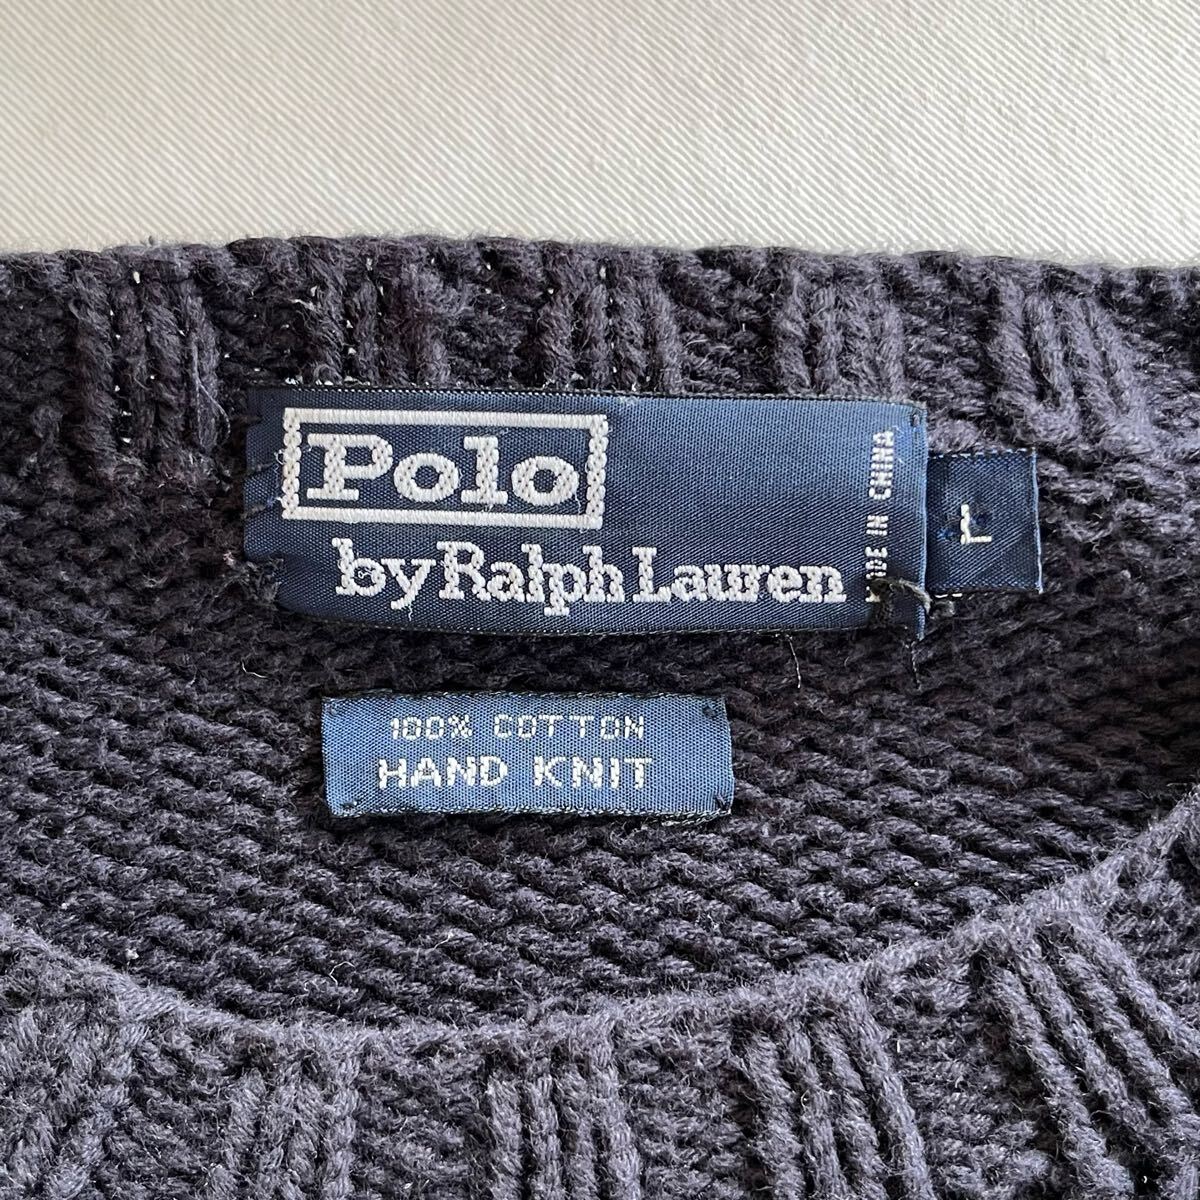 Polo
by Ralph Lauren
MADE IN CHINA
L
100% COTTON
HAND KNIT